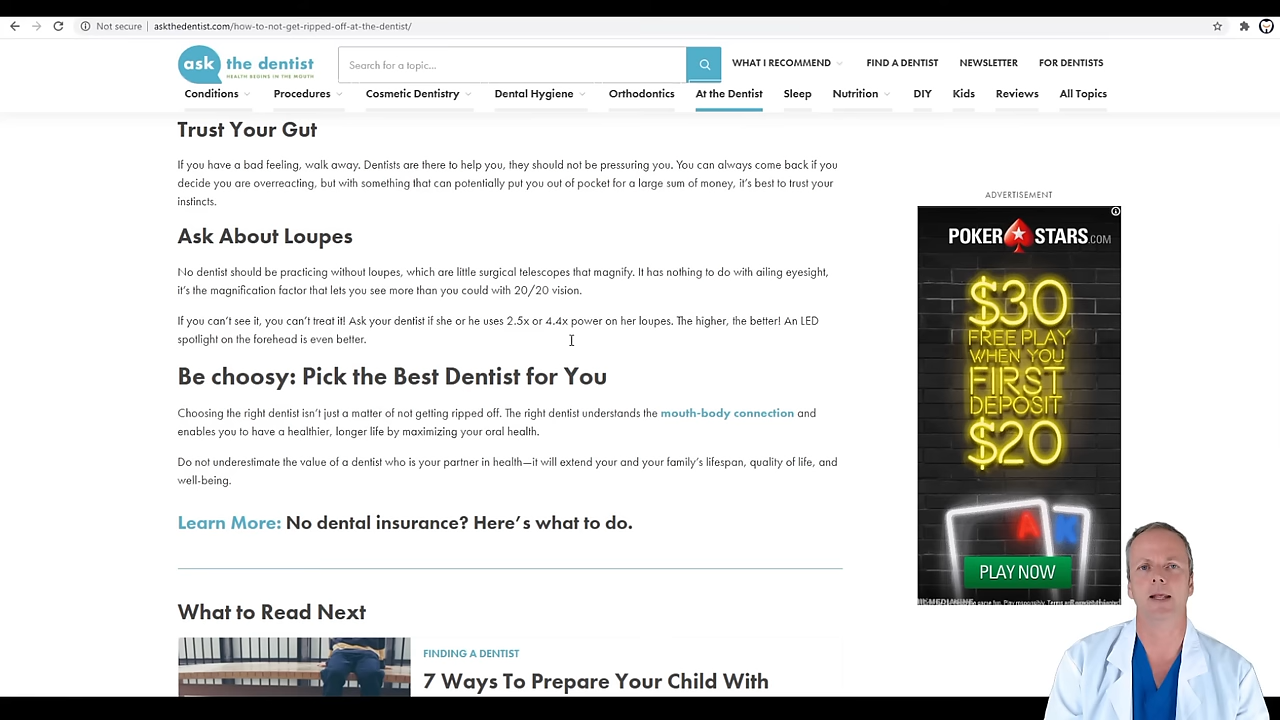 Not secure | askthedentist.com/how-to-not-get-ripped-off-at-the-dentist/
ask the dentist
HEALTH BEGINS IN THE MOUTH
Search for a topic...
WHAT I RECOMMEND FIND A DENTIST NEWSLETTER FOR DENTISTS
Conditions Procedures Cosmetic Dentistry Dental Hygiene Orthodontics At the Dentist Sleep Nutrition DIY Kids Reviews All Topics
Trust Your Gut
If you have a bad feeling, walk away. Dentists are there to help you, they should not be pressuring you. You can always come back if you
decide you are overreacting, but with something that can potentially put you out of pocket for a large sum of money, it's best to trust your
instincts.
Ask About Loupes
No dentist should be practicing without loupes, which are little surgical telescopes that magnify. It has nothing to do with ailing eyesight,
it's the magnification factor that lets you see more than you could with 20/20 vision.
If you can't see it, you can't treat it! Ask your dentist if she or he uses 2.5x or 4.4x power on her loupes. The higher, the better! An LED
spotlight on the forehead is even better.
Be choosy: Pick the Best Dentist for You
Choosing the right dentist isn't just a matter of not getting ripped off. The right dentist understands the mouth-body connection and
enables you to have a healthier, longer life by maximizing your oral health.
Do not underestimate the value of a dentist who is your partner in health—it will extend your and your family's lifespan, quality of life, and
well-being.
Learn More: No dental insurance? Here's what to do.
What to Read Next
FINDING A DENTIST
7 Ways To Prepare Your Child With
ADVERTISEMENT
POKER STARS.COM
$30
FREE PLAY
WHEN YOU
FIRST
DEPOSIT
$20
A K
PLAY NOW